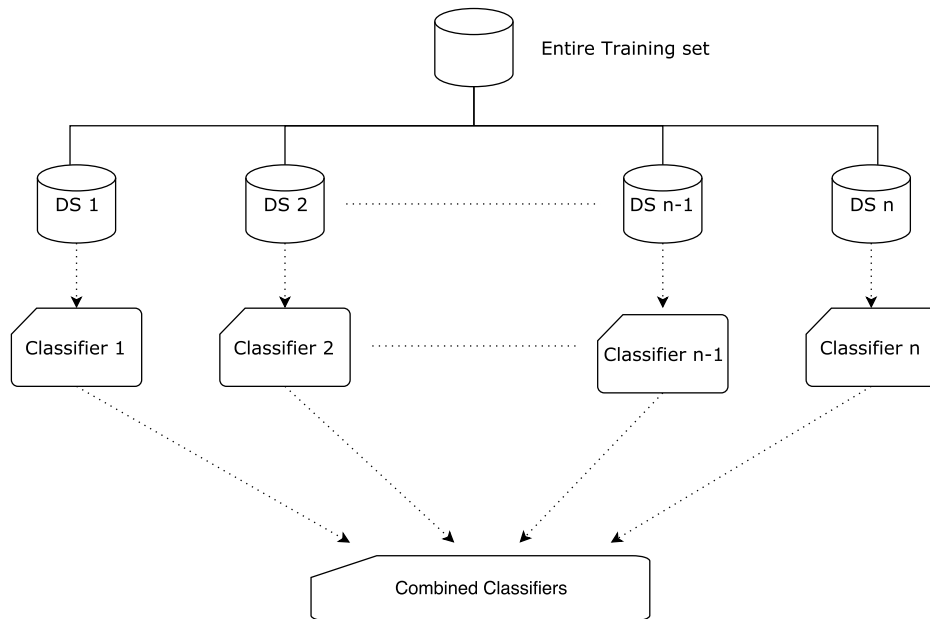 Entire Training set
DS 1
DS 2
DS n-1
DS n
Classifier 1
Classifier 2
Classifier n-1
Classifier n
Combined Classifiers